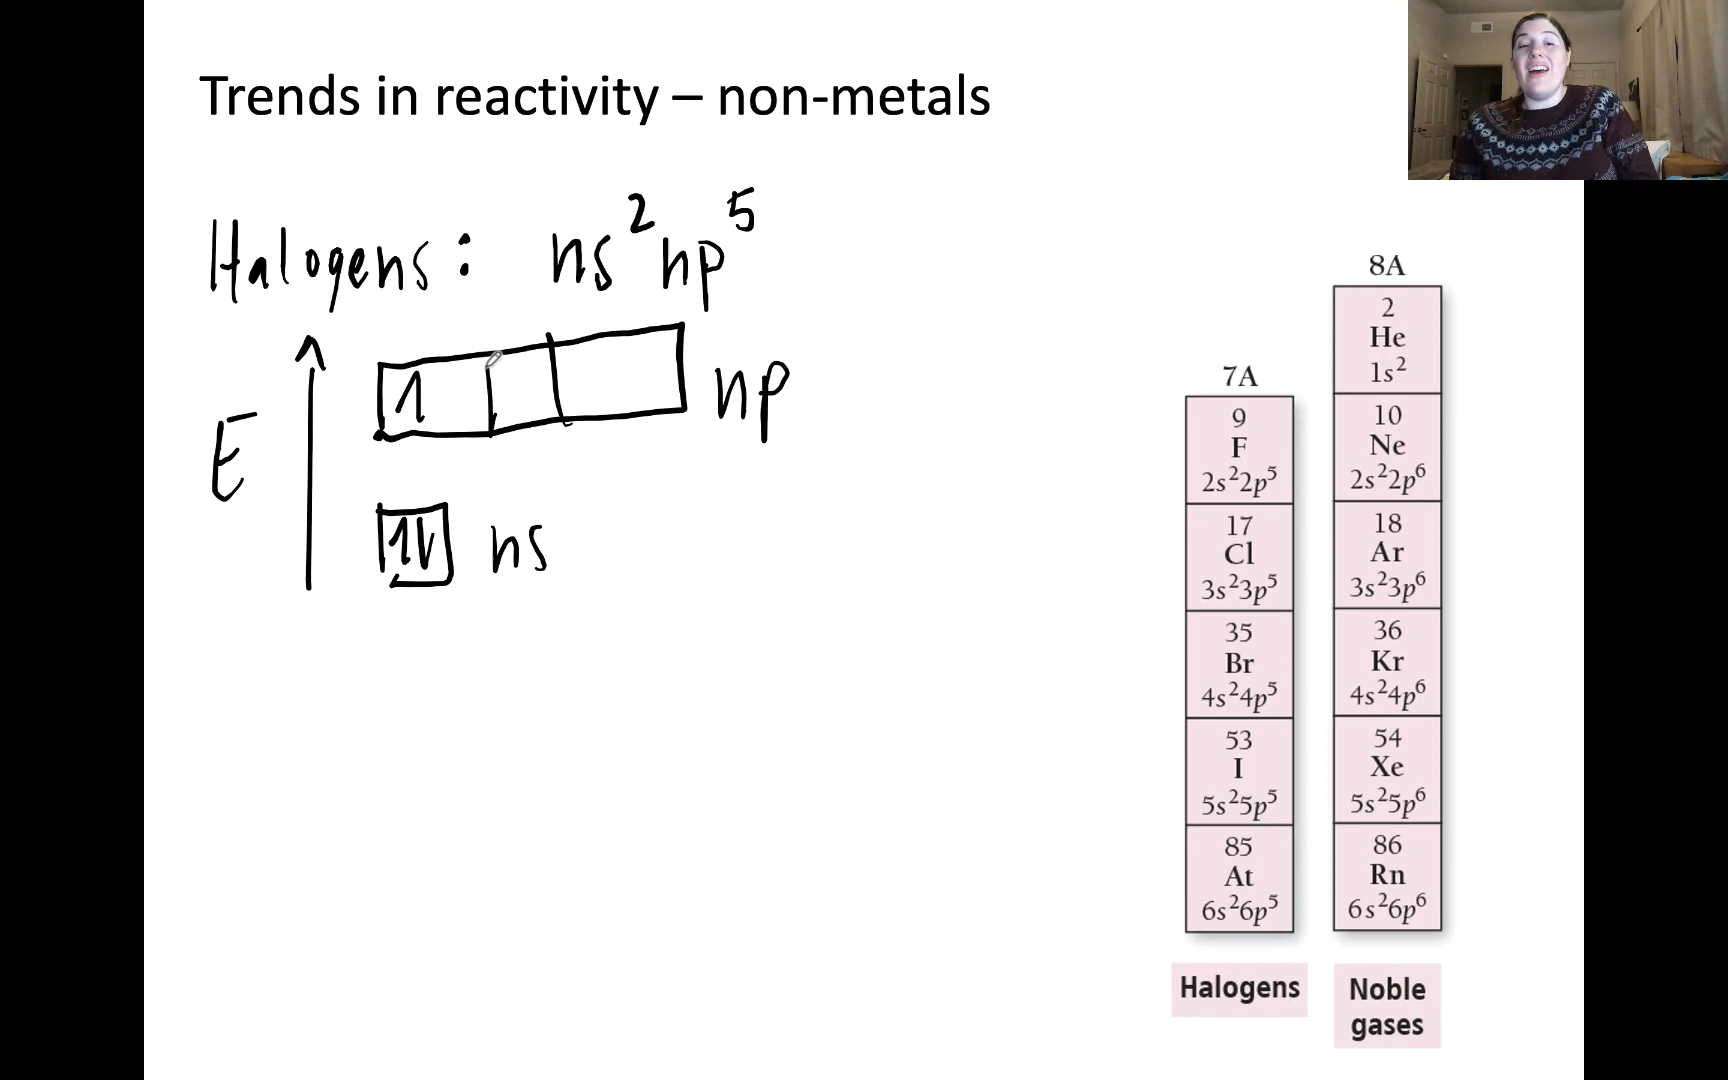 Trends in reactivity – non-metals
Halogens: ns²np⁵
E
1
np
1l
ns
7A
9
F
2s²2p⁵
17
Cl
3s²3p⁵
35
Br
4s²4p⁵
53
I
5s²5p⁵
85
At
6s²6p⁵
Halogens
8A
2
He
1s²
10
Ne
2s²2p⁶
18
Ar
3s²3p⁶
36
Kr
4s²4p⁶
54
Xe
5s²5p⁶
86
Rn
6s²6p⁶
Noble
gases